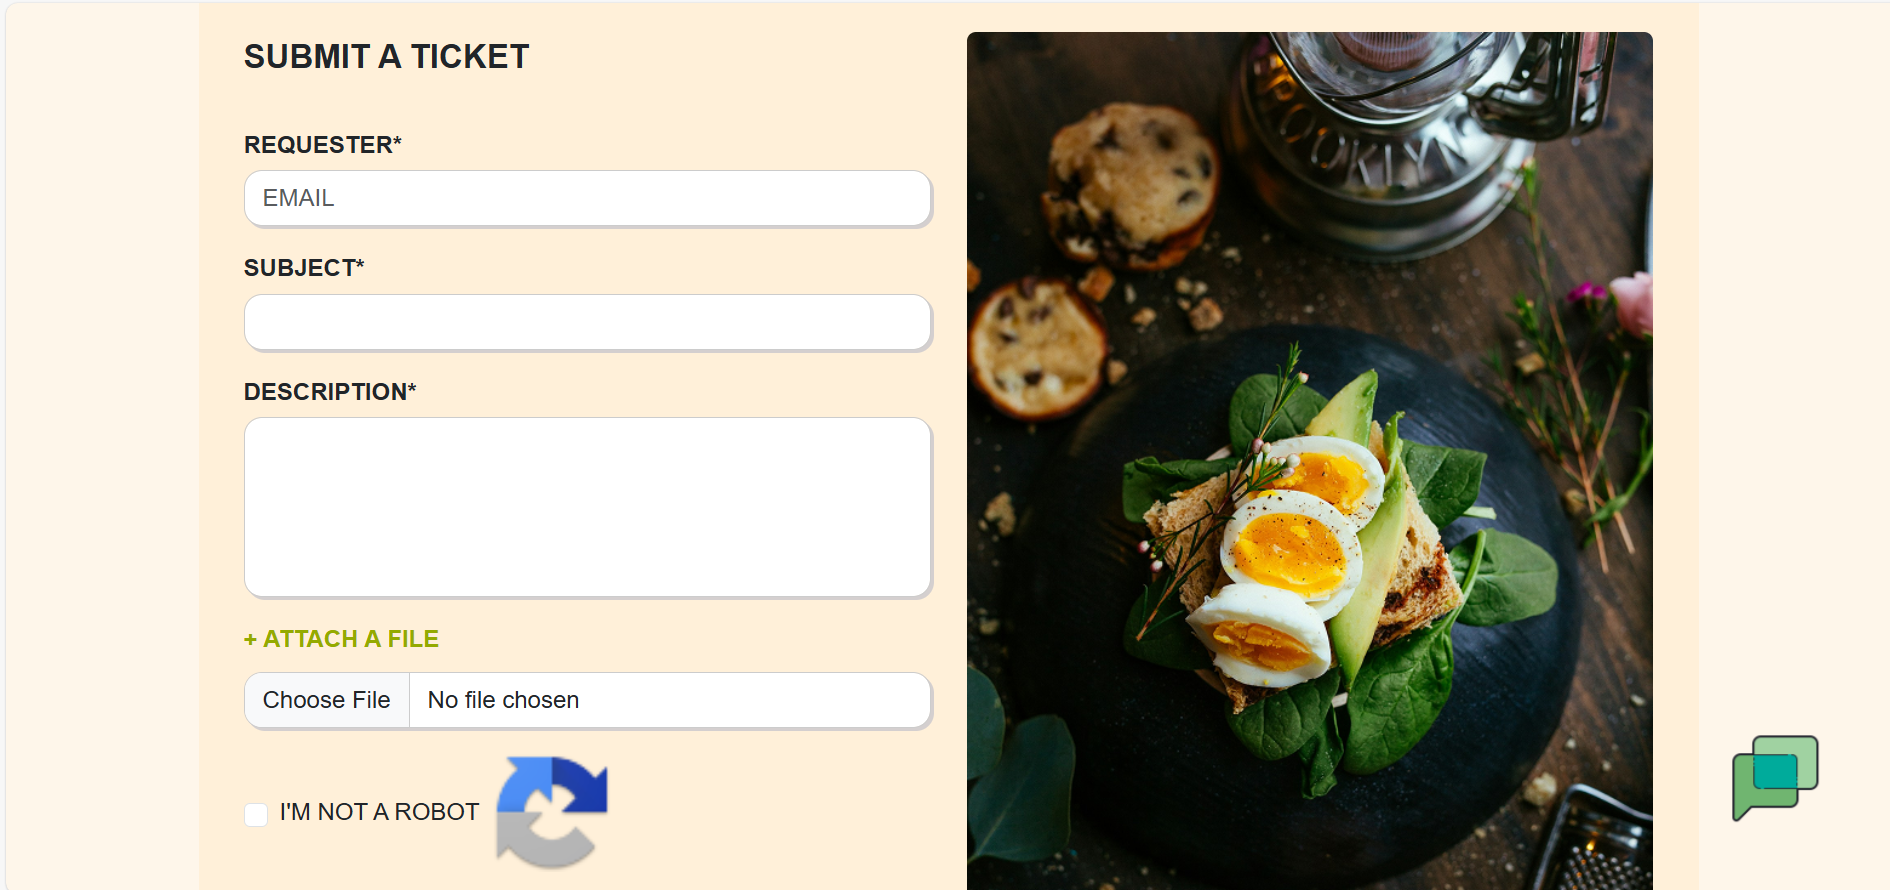 SUBMIT A TICKET
REQUESTER*
EMAIL
SUBJECT*
DESCRIPTION*
+ ATTACH A FILE
Choose File
No file chosen
I'M NOT A ROBOT